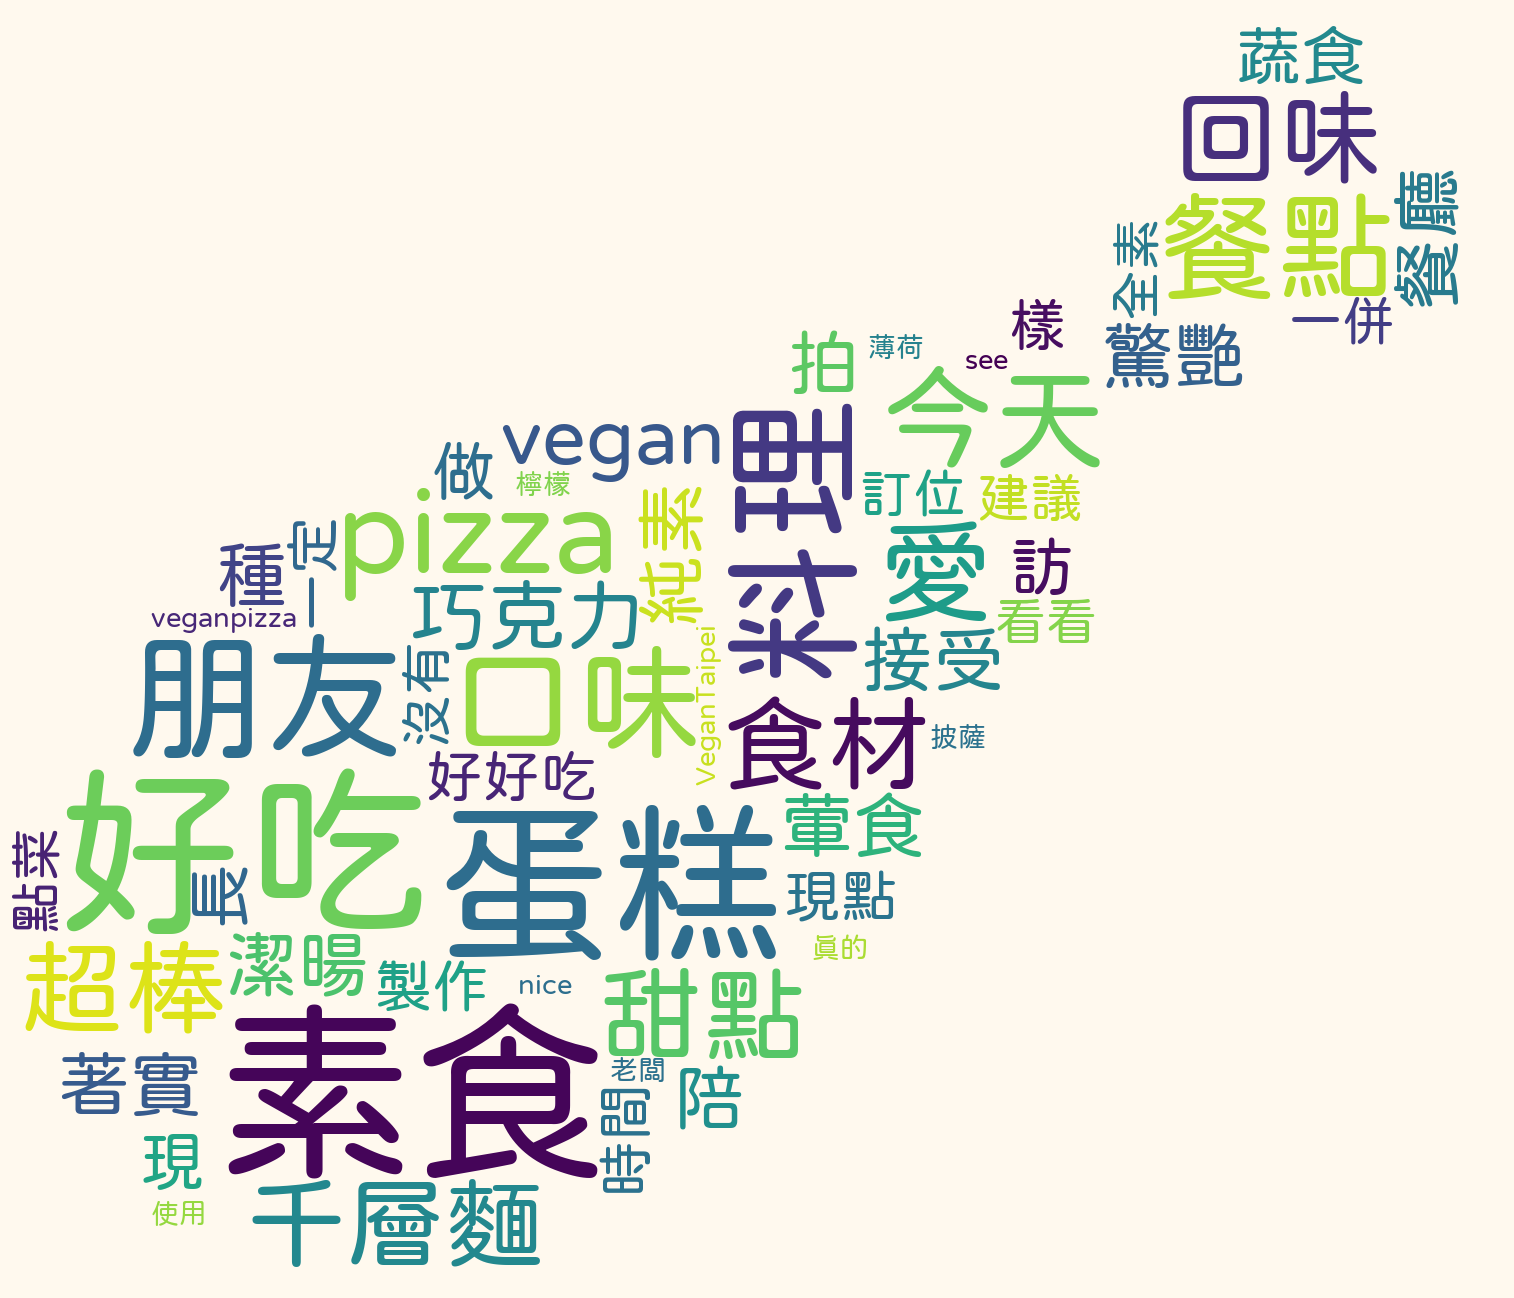 蔬食
回味
餐點
餐廳
全素
一併
驚艷
樣
拍
薄荷
see
今天
料理
vegan
做
檸檬
訂位
建議
pizza
純素
一定
種
愛
訪
看看
veganpizza
巧克力
接受
朋友
沒有
口味
VeganTaipei
食材
披薩
好好吃
好吃
蛋糕
葷食
點菜
長
現點
真的
超棒
潔暘
製作
nice
甜點
素食
著實
老闆
陪
時間
現
使用
千層麵